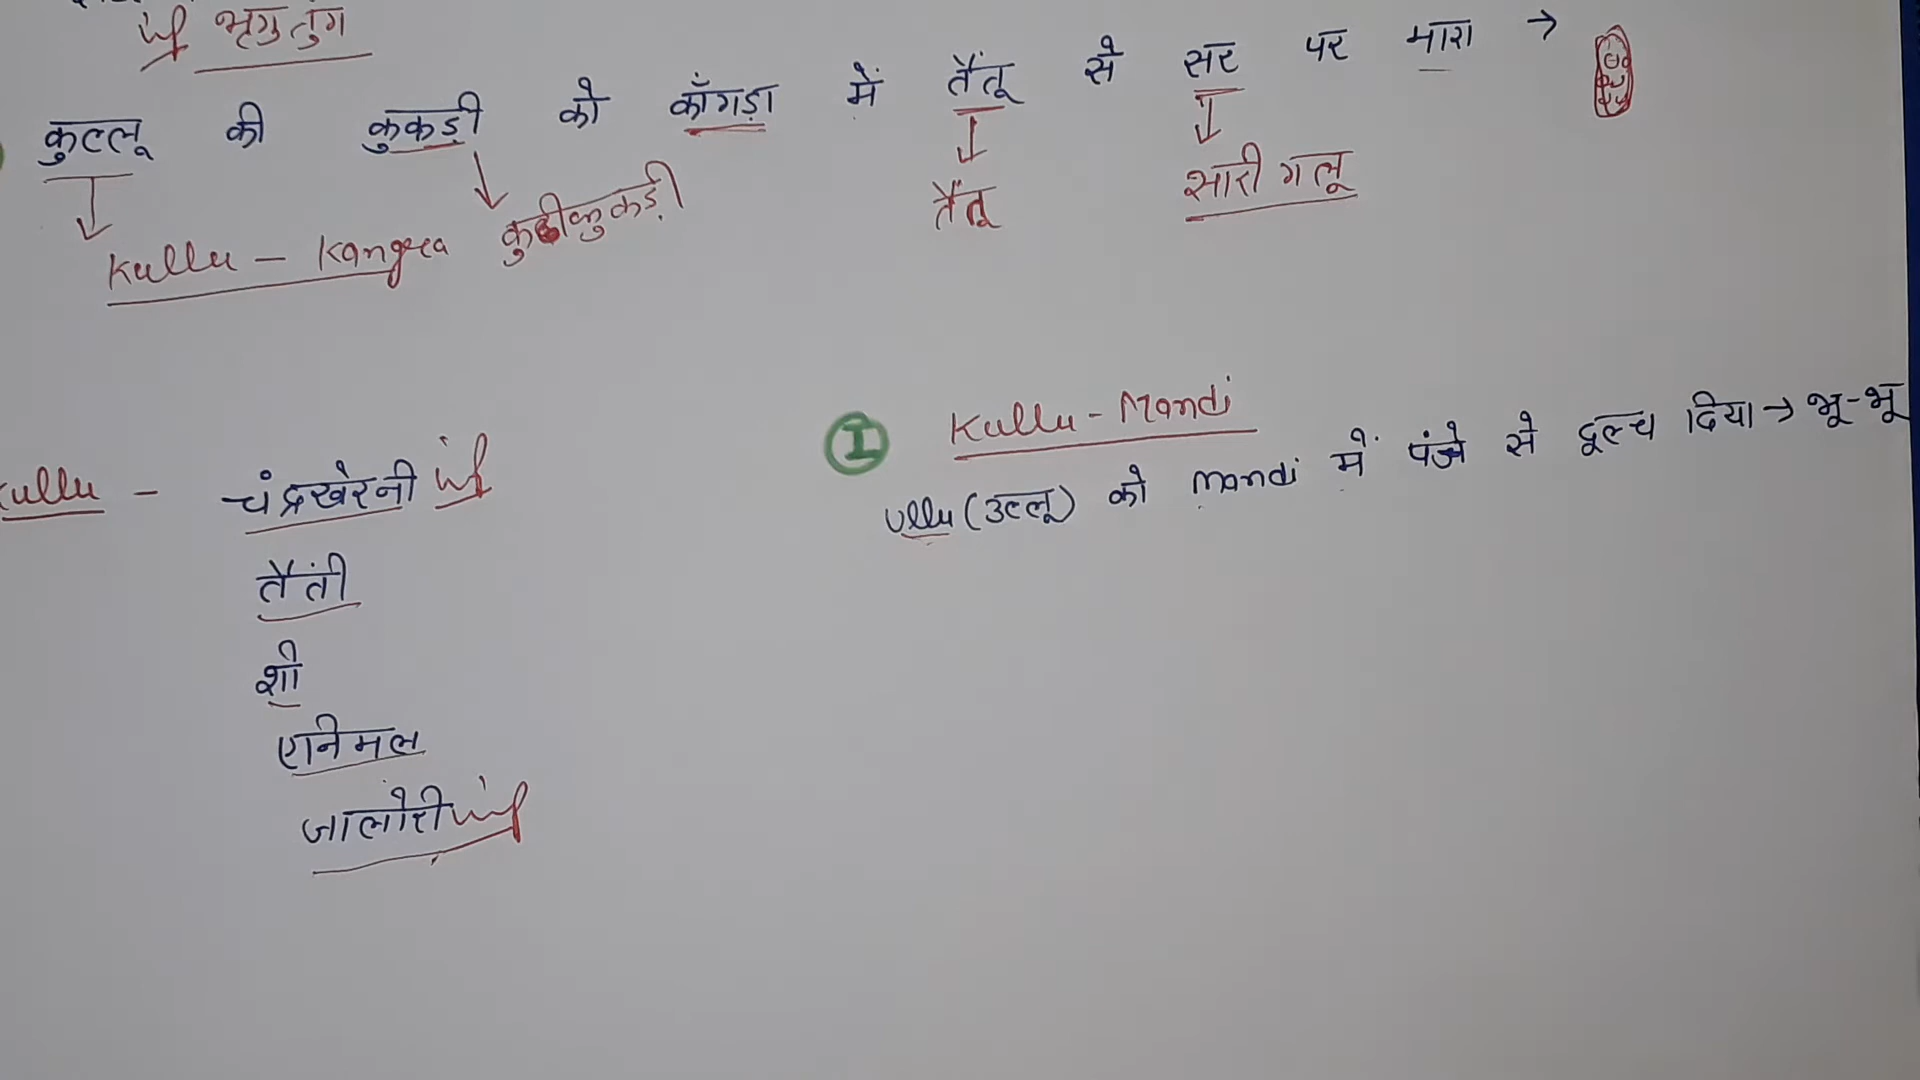 imp भृगु तुंग
कुल्लू की कुकड़ी को काँगड़ा में तैंतू से सर पर मारा →
तैंतू सारी गलू
Kullu - Kangra कुकड़ी
I Kullu - Mandi
Ullu (उल्लू) को Mandi में पंजे से दूल्च दिया → भू-भू
ullu - चंद्रखेरनी imp
तैंती
शी
एनिमल
जालोरी imp